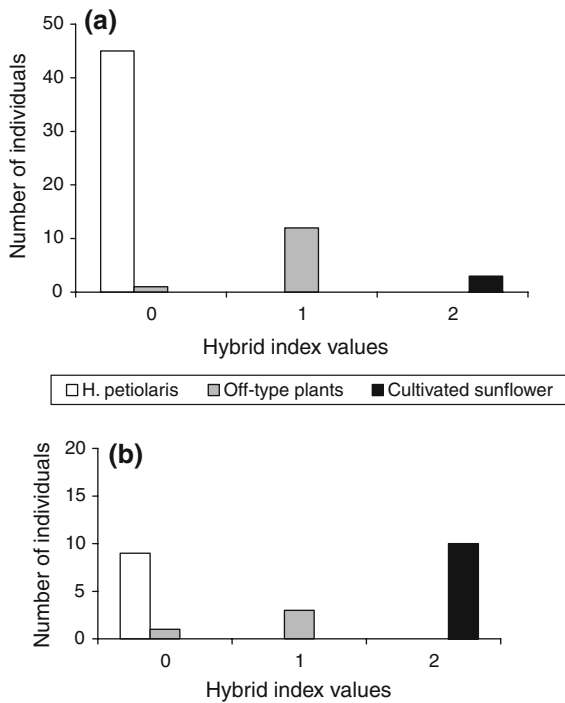 (a)
Number of individuals
50
40
30
20
10
0
0 1 2
Hybrid index values
H. petiolaris Off-type plants Cultivated sunflower
(b)
Number of individuals
20
15
10
5
0
0 1 2
Hybrid index values